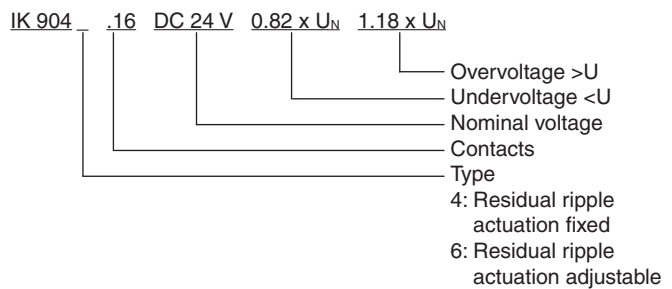 IK 904 _ .16 DC 24 V 0.82 x UN 1.18 x UN
Overvoltage >U
Undervoltage <U
Nominal voltage
Contacts
Type
4: Residual ripple
actuation fixed
6: Residual ripple
actuation adjustable